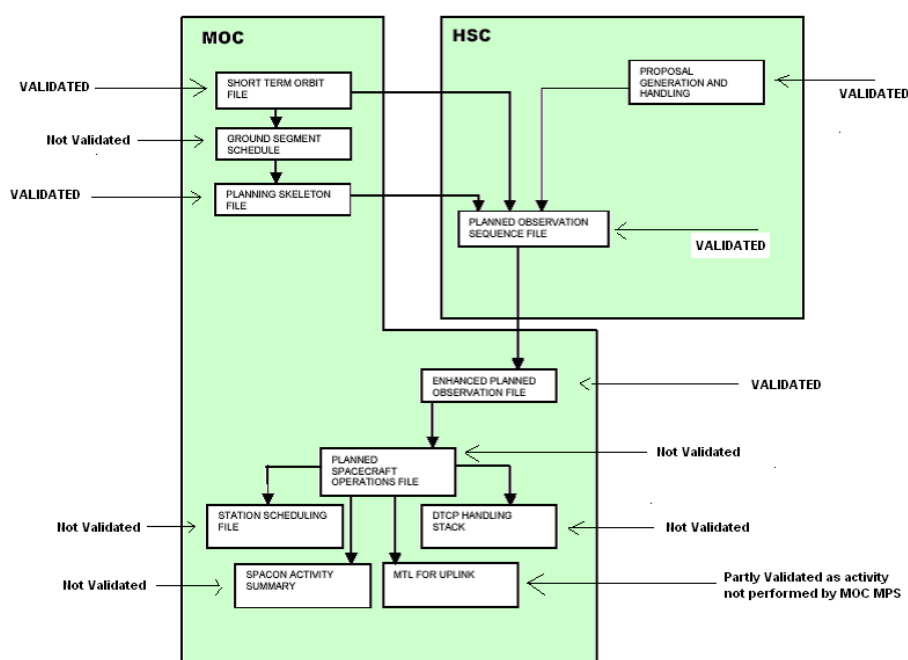 MOC
HSC
SHORT TERM ORBIT
FILE
PROPOSAL
GENERATION AND
HANDLING
VALIDATED
VALIDATED
Not Validated
GROUND SEGMENT
SCHEDULE
VALIDATED
PLANNING SKELETON
FILE
PLANNED OBSERVATION
SEQUENCE FILE
VALIDATED
ENHANCED PLANNED
OBSERVATION FILE
VALIDATED
PLANNED
SPACECRAFT
OPERATIONS FILE
Not Validated
Not Validated
STATION SCHEDULING
FILE
DTCP HANDLING
STACK
Not Validated
Not Validated
SPACON ACTIVITY
SUMMARY
MTL FOR UPLINK
Partly Validated as activity
not performed by MOC MPS